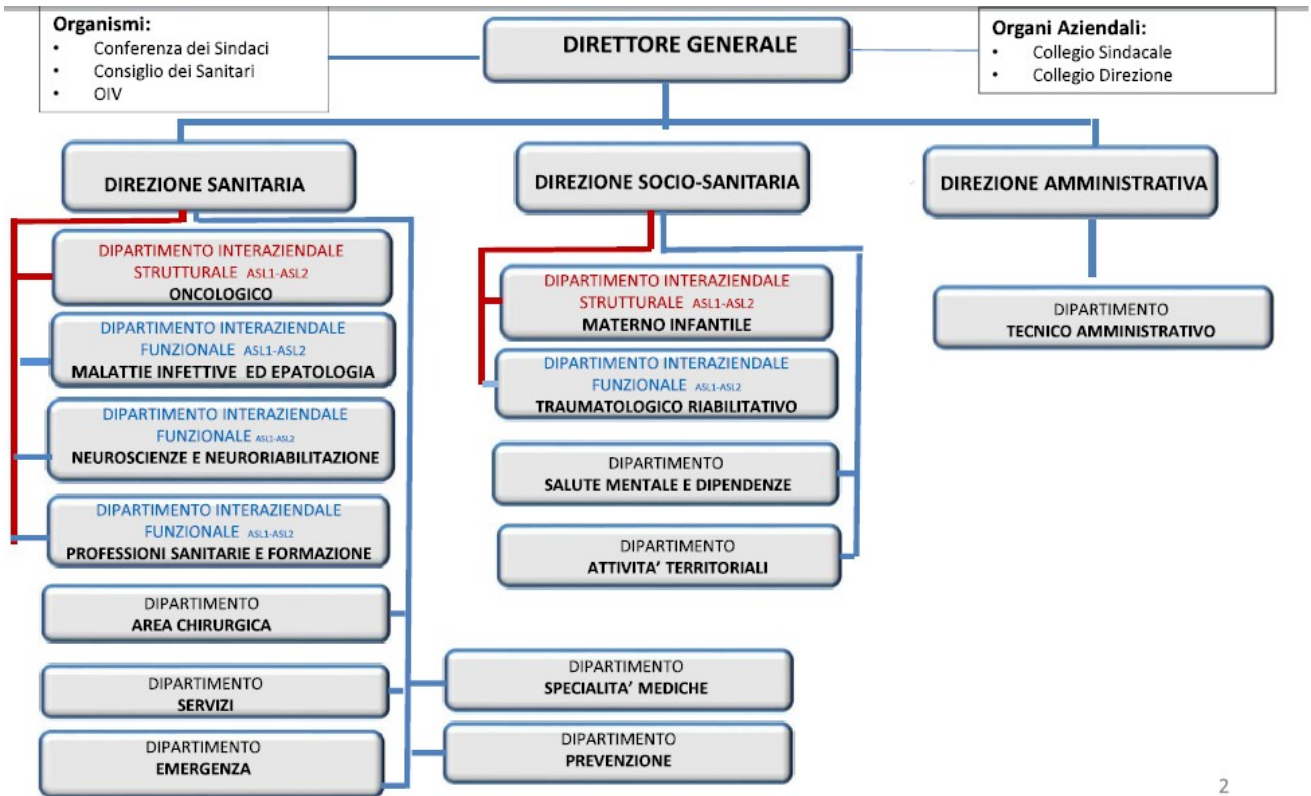 Organismi:
• Conferenza dei Sindaci
• Consiglio dei Sanitari
• OIV
DIRETTORE GENERALE
Organi Aziendali:
• Collegio Sindacale
• Collegio Direzione
DIREZIONE SANITARIA
DIREZIONE SOCIO-SANITARIA
DIREZIONE AMMINISTRATIVA
DIPARTIMENTO INTERAZIENDALE
STRUTTURALE ASL1-ASL2
ONCOLOGICO
DIPARTIMENTO INTERAZIENDALE
FUNZIONALE ASL1-ASL2
MALATTIE INFETTIVE ED EPATOLOGIA
DIPARTIMENTO INTERAZIENDALE
FUNZIONALE ASL1-ASL2
NEUROSCIENZE E NEURORIABILITAZIONE
DIPARTIMENTO INTERAZIENDALE
FUNZIONALE ASL1-ASL2
PROFESSIONI SANITARIE E FORMAZIONE
DIPARTIMENTO
AREA CHIRURGICA
DIPARTIMENTO
SERVIZI
DIPARTIMENTO
EMERGENZA
DIPARTIMENTO
SPECIALITA' MEDICHE
DIPARTIMENTO
PREVENZIONE
DIPARTIMENTO INTERAZIENDALE
STRUTTURALE ASL1-ASL2
MATERNO INFANTILE
DIPARTIMENTO INTERAZIENDALE
FUNZIONALE ASL1-ASL2
TRAUMATOLOGICO RIABILITATIVO
DIPARTIMENTO
SALUTE MENTALE E DIPENDENZE
DIPARTIMENTO
ATTIVITA' TERRITORIALI
DIPARTIMENTO
TECNICO AMMINISTRATIVO
2